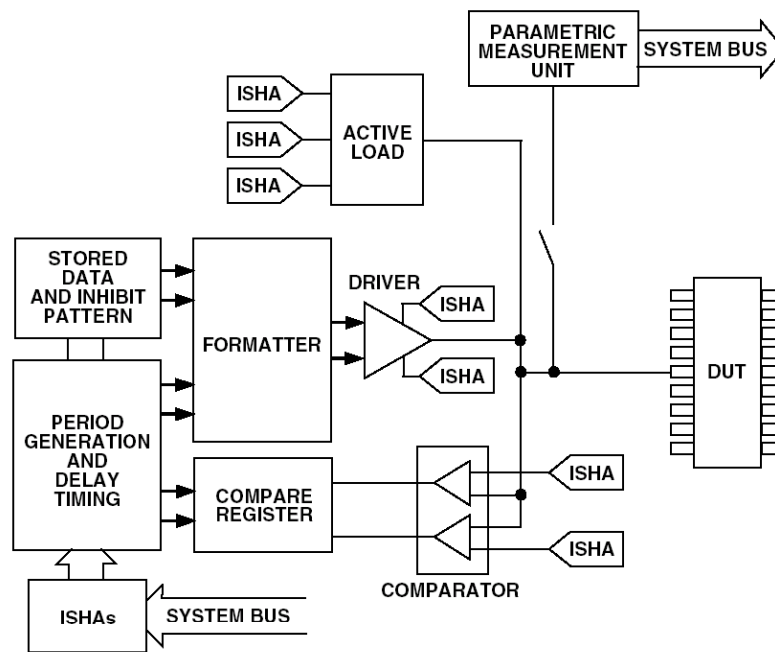 PARAMETRIC
MEASUREMENT
UNIT
SYSTEM BUS
ISHA
ISHA
ISHA
ACTIVE
LOAD
STORED
DATA
AND INHIBIT
PATTERN
FORMATTER
DRIVER
ISHA
ISHA
DUT
PERIOD
GENERATION
AND
DELAY
TIMING
COMPARE
REGISTER
ISHA
ISHA
COMPARATOR
ISHAs
SYSTEM BUS